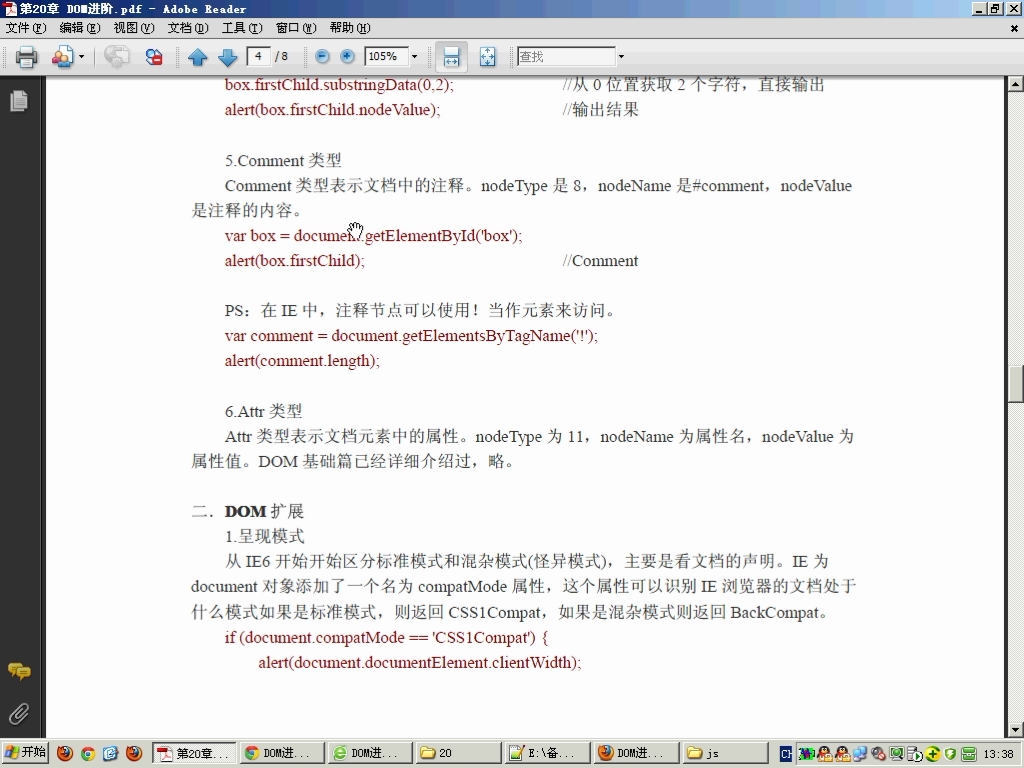 第20章 DOM进阶.pdf - Adobe Reader
文件(F) 编辑(E) 视图(V) 文档(D) 工具(T) 窗口(W) 帮助(H)
4 / 8 105% 查找
box.firstChild.substringData(0,2); //从 0 位置获取 2 个字符，直接输出
alert(box.firstChild.nodeValue); //输出结果
5.Comment 类型
Comment 类型表示文档中的注释。nodeType 是 8，nodeName 是#comment，nodeValue
是注释的内容。
var box = document.getElementById('box');
alert(box.firstChild); //Comment
PS：在 IE 中，注释节点可以使用！当作元素来访问。
var comment = document.getElementsByTagName('!');
alert(comment.length);
6.Attr 类型
Attr 类型表示文档元素中的属性。nodeType 为 11，nodeName 为属性名，nodeValue 为
属性值。DOM 基础篇已经详细介绍过，略。
二．DOM 扩展
1.呈现模式
从 IE6 开始开始区分标准模式和混杂模式(怪异模式)，主要是看文档的声明。IE 为
document 对象添加了一个名为 compatMode 属性，这个属性可以识别 IE 浏览器的文档处于
什么模式如果是标准模式，则返回 CSS1Compat，如果是混杂模式则返回 BackCompat。
if (document.compatMode == 'CSS1Compat') {
alert(document.documentElement.clientWidth);
开始 第20章... DOM进... DOM进... 20 E:\备... DOM进... js CH 13:38